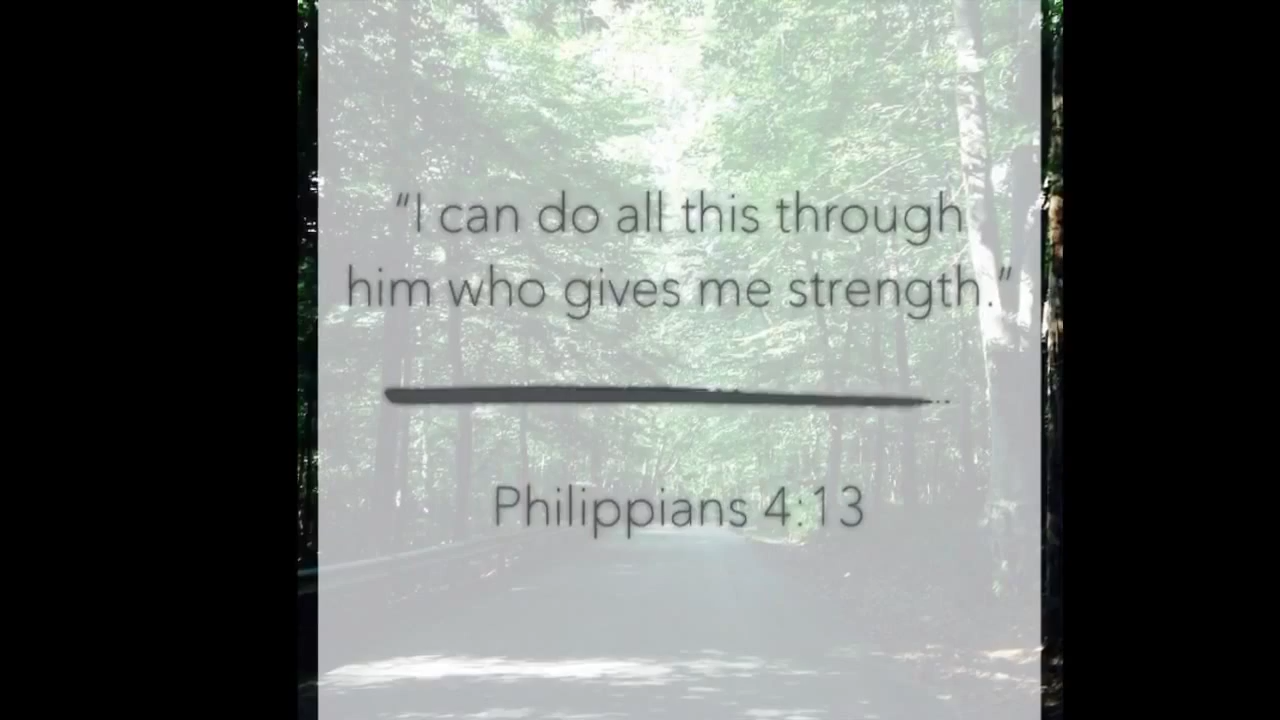 “I can do all this through
him who gives me strength.”
Philippians 4:13